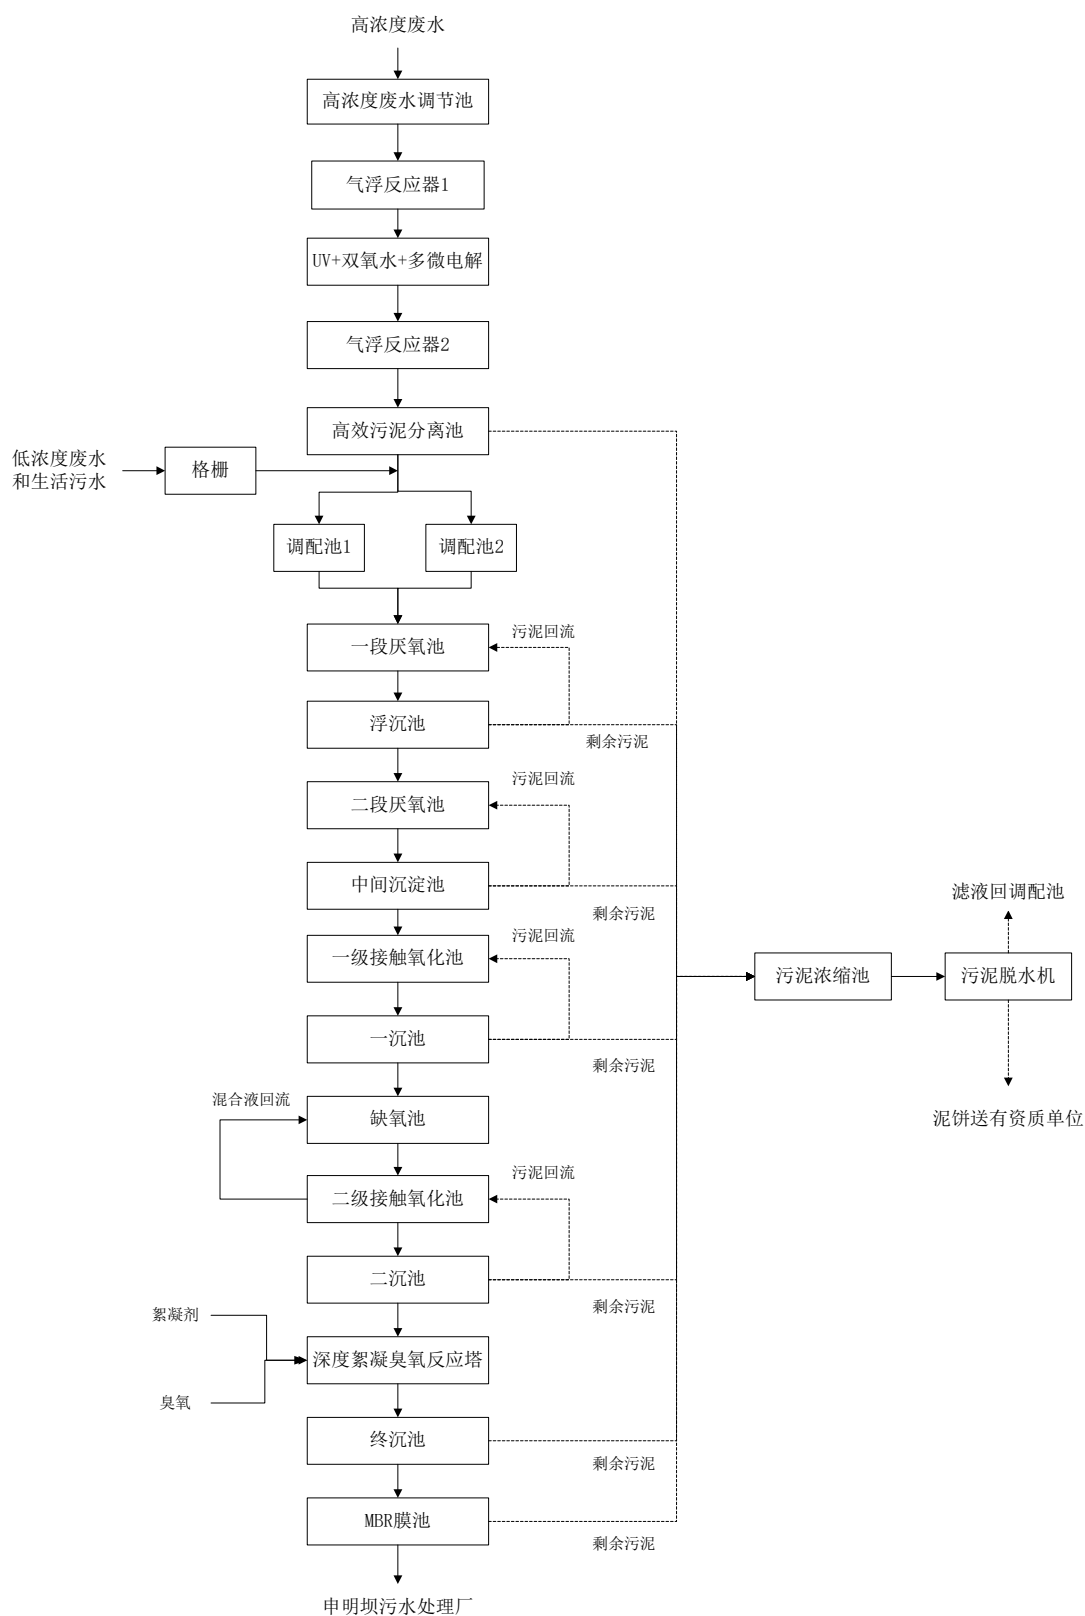 高浓度废水
高浓度废水调节池
气浮反应器1
UV+双氧水+多微电解
气浮反应器2
高效污泥分离池
低浓度废水
和生活污水
格栅
调配池1
调配池2
污泥回流
一段厌氧池
浮沉池
剩余污泥
污泥回流
二段厌氧池
中间沉淀池
剩余污泥
滤液回调配池
污泥回流
一级接触氧化池
污泥浓缩池
污泥脱水机
一沉池
剩余污泥
混合液回流
缺氧池
泥饼送有资质单位
污泥回流
二级接触氧化池
二沉池
剩余污泥
絮凝剂
深度絮凝臭氧反应塔
臭氧
终沉池
剩余污泥
MBR膜池
剩余污泥
申明坝污水处理厂